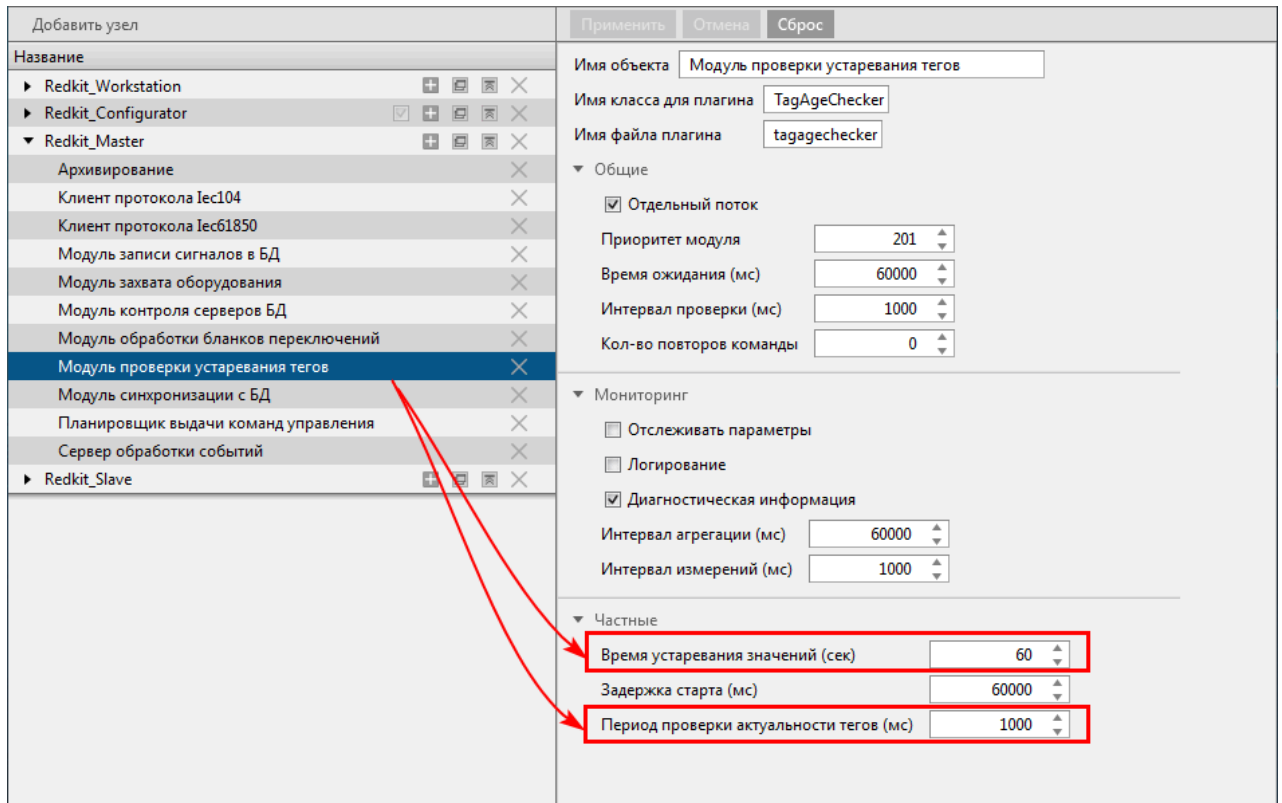 Добавить узел
Название
Redkit_Workstation
Redkit_Configurator
Redkit_Master
Архивирование
Клиент протокола Iec104
Клиент протокола Iec61850
Модуль записи сигналов в БД
Модуль захвата оборудования
Модуль контроля серверов БД
Модуль обработки бланков переключений
Модуль проверки устаревания тегов
Модуль синхронизации с БД
Планировщик выдачи команд управления
Сервер обработки событий
Redkit_Slave
Применить Отмена Сброс
Имя объекта Модуль проверки устаревания тегов
Имя класса для плагина TagAgeChecker
Имя файла плагина tagagechecker
Общие
Отдельный поток
Приоритет модуля 201
Время ожидания (мс) 60000
Интервал проверки (мс) 1000
Кол-во повторов команды 0
Мониторинг
Отслеживать параметры
Логирование
Диагностическая информация
Интервал агрегации (мс) 60000
Интервал измерений (мс) 1000
Частные
Время устаревания значений (сек) 60
Задержка старта (мс) 60000
Период проверки актуальности тегов (мс) 1000